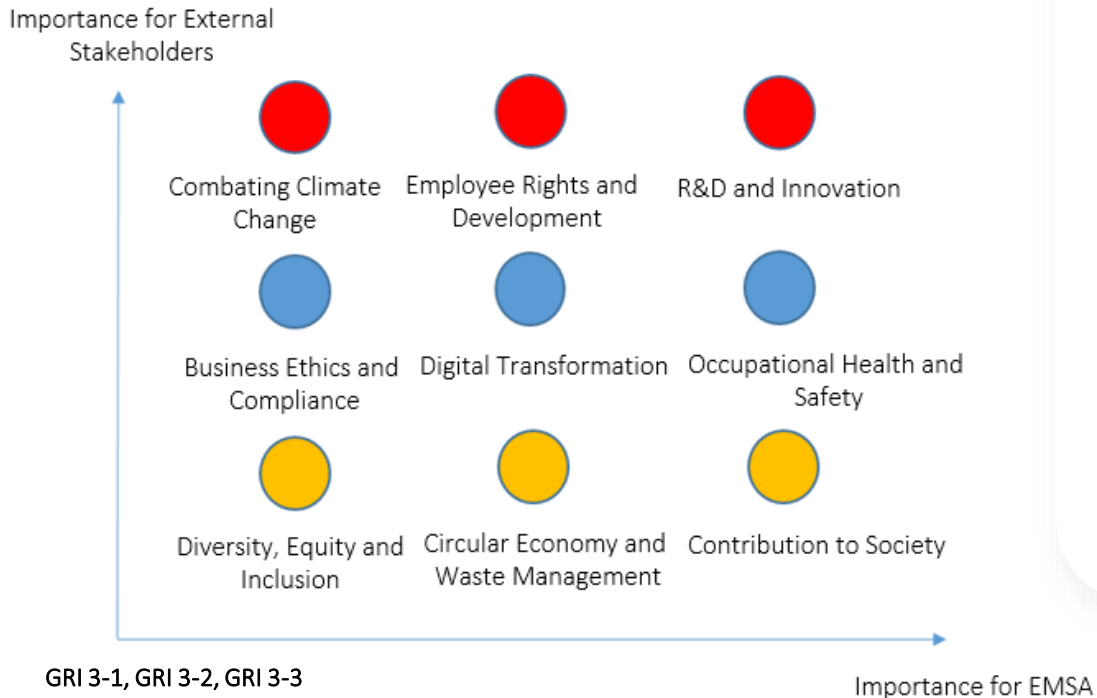 Importance for External
Stakeholders
Combating Climate
Change
Employee Rights and
Development
R&D and Innovation
Business Ethics and
Compliance
Digital Transformation
Occupational Health and
Safety
Diversity, Equity and
Inclusion
Circular Economy and
Waste Management
Contribution to Society
GRI 3-1, GRI 3-2, GRI 3-3
Importance for EMSA